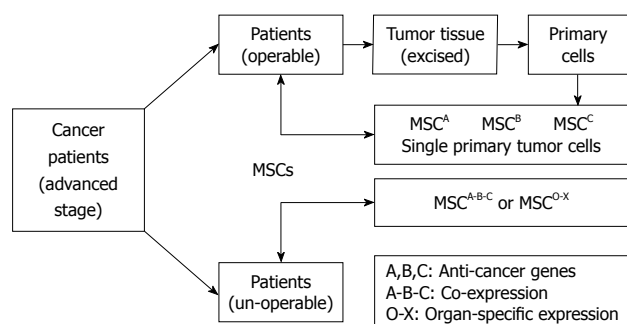 Patients
(operable)
Tumor tissue
(excised)
Primary
cells
Cancer
patients
(advanced
stage)
MSC^A MSC^B MSC^C
Single primary tumor cells
MSCs
MSC^A-B-C or MSC^O-X
Patients
(un-operable)
A,B,C: Anti-cancer genes
A-B-C: Co-expression
O-X: Organ-specific expression